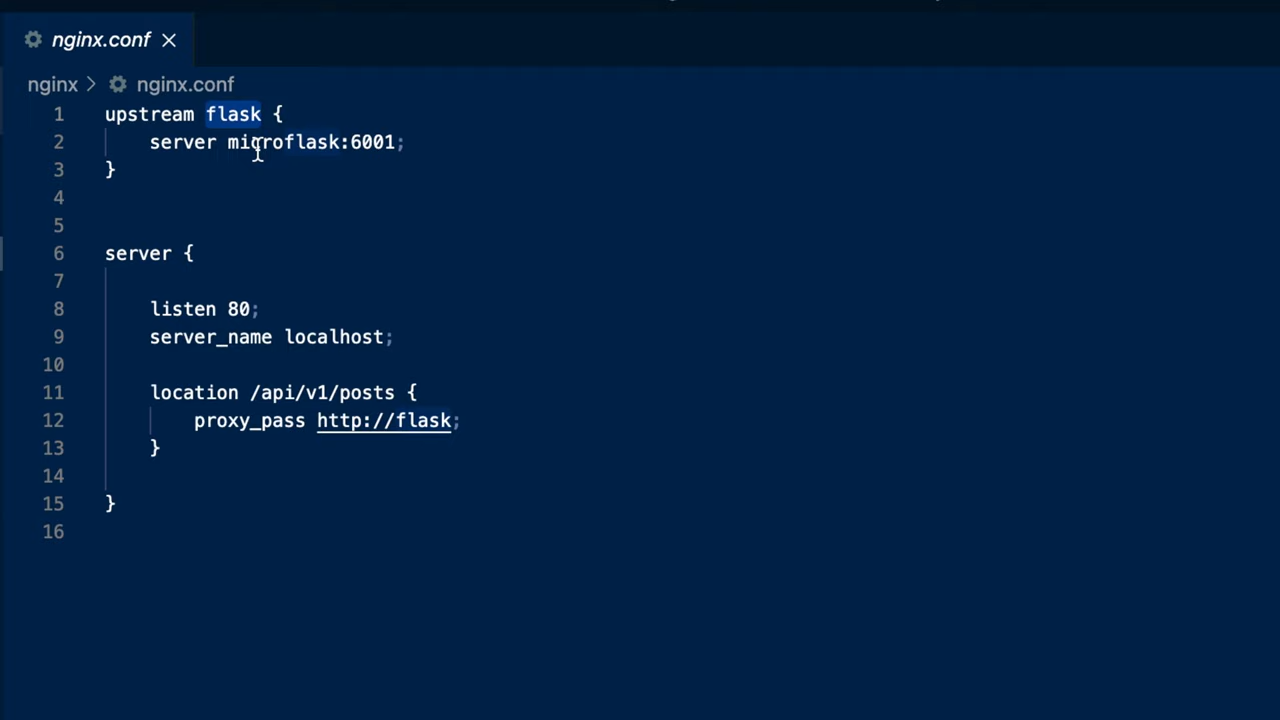 nginx.conf
nginx > nginx.conf
1 upstream flask {
2     server microflask:6001;
3 }
4
5
6 server {
7
8     listen 80;
9     server_name localhost;
10
11     location /api/v1/posts {
12         proxy_pass http://flask;
13     }
14
15 }
16